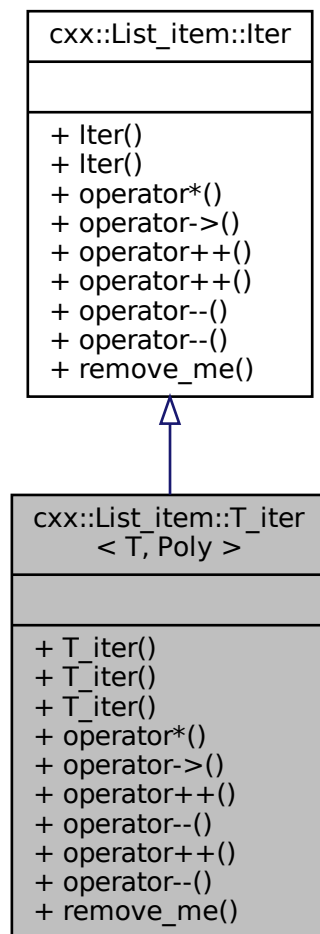 cxx::List_item::Iter
+ Iter()
+ Iter()
+ operator*()
+ operator->()
+ operator++()
+ operator++()
+ operator--()
+ operator--()
+ remove_me()
cxx::List_item::T_iter
< T, Poly >
+ T_iter()
+ T_iter()
+ T_iter()
+ operator*()
+ operator->()
+ operator++()
+ operator--()
+ operator++()
+ operator--()
+ remove_me()